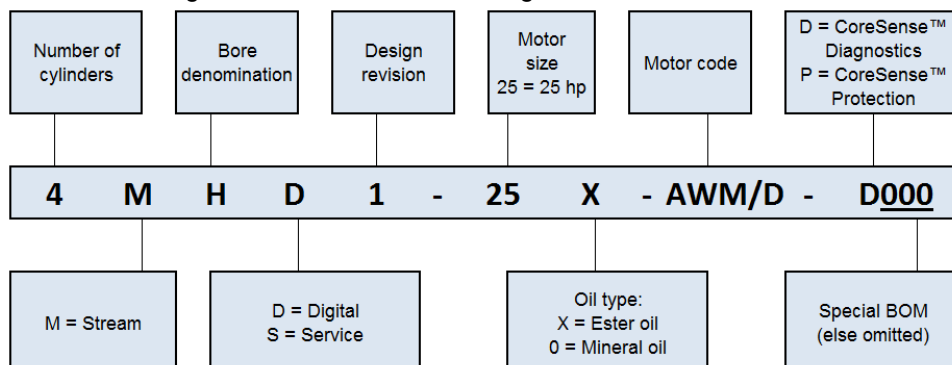 Number of
cylinders
Bore
denomination
Design
revision
Motor
size
25 = 25 hp
Motor code
D = CoreSense™
Diagnostics
P = CoreSense™
Protection
4 M H D 1 - 25 X - AWM/D - D000
M = Stream
D = Digital
S = Service
Oil type:
X = Ester oil
0 = Mineral oil
Special BOM
(else omitted)